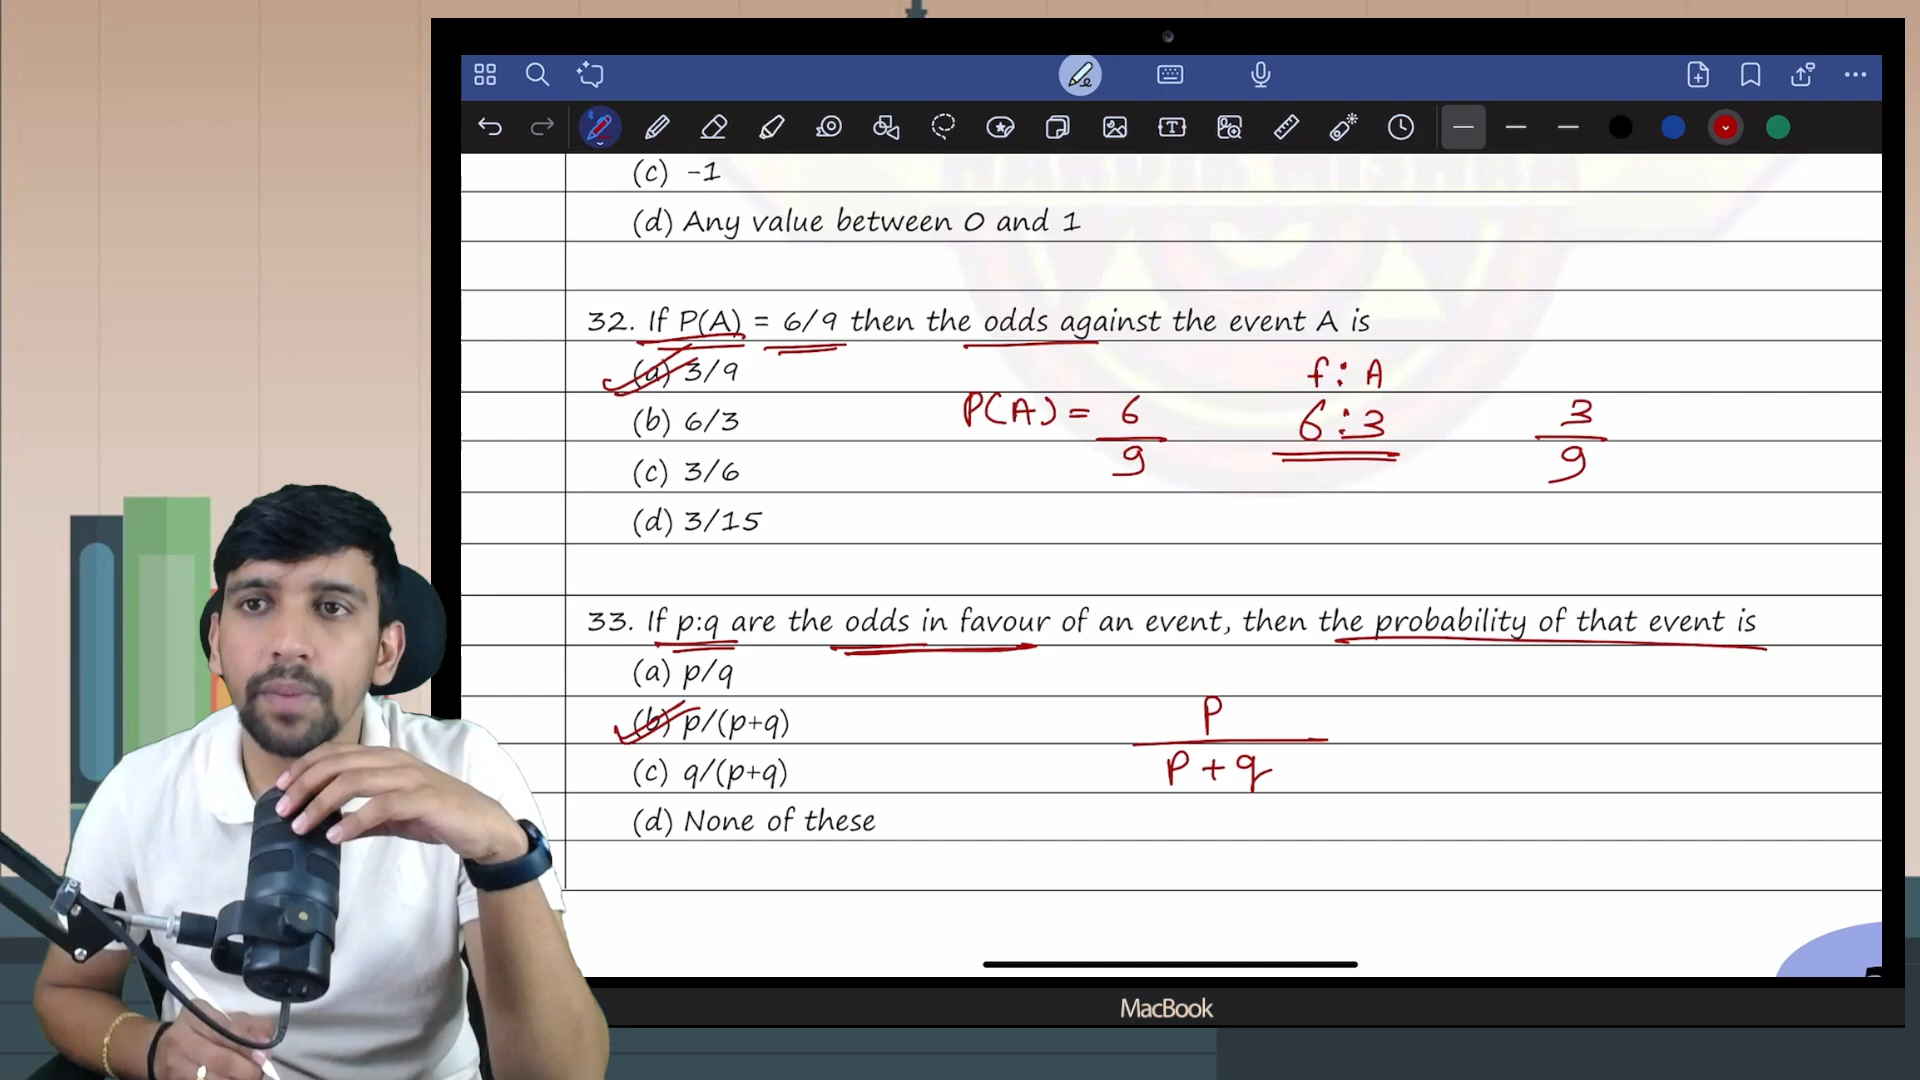 (c) -1
(d) Any value between 0 and 1
32. If P(A) = 6/9 then the odds against the event A is
(a) 3/9
f : A
P(A) = 6/9
6 : 3
3/9
(b) 6/3
(c) 3/6
(d) 3/15
33. If p:q are the odds in favour of an event, then the probability of that event is
(a) p/q
(b) p/(p+q)
P
P + q
(c) q/(p+q)
(d) None of these
MacBook